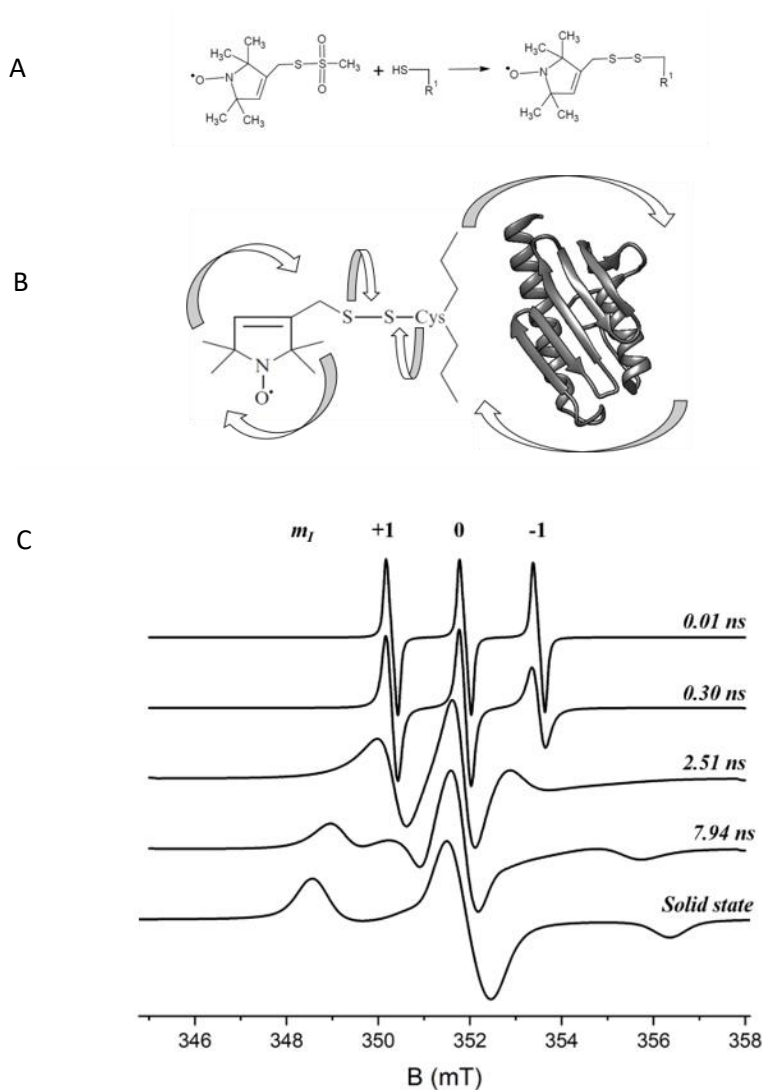 A
H₃C CH₃ O
•O N S S CH₃
+ HS
R¹
O
H₃C CH₃
H₃C CH₃
•O N S S
R¹
H₃C CH₃
B
S S Cys
N
O•
C
m_I +1 0 -1
0.01 ns
0.30 ns
2.51 ns
7.94 ns
Solid state
346 348 350 352 354 356 358
B (mT)